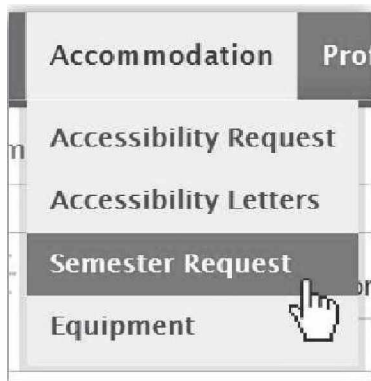 Accommodation
Accessibility Request
Accessibility Letters
Semester Request
Equipment